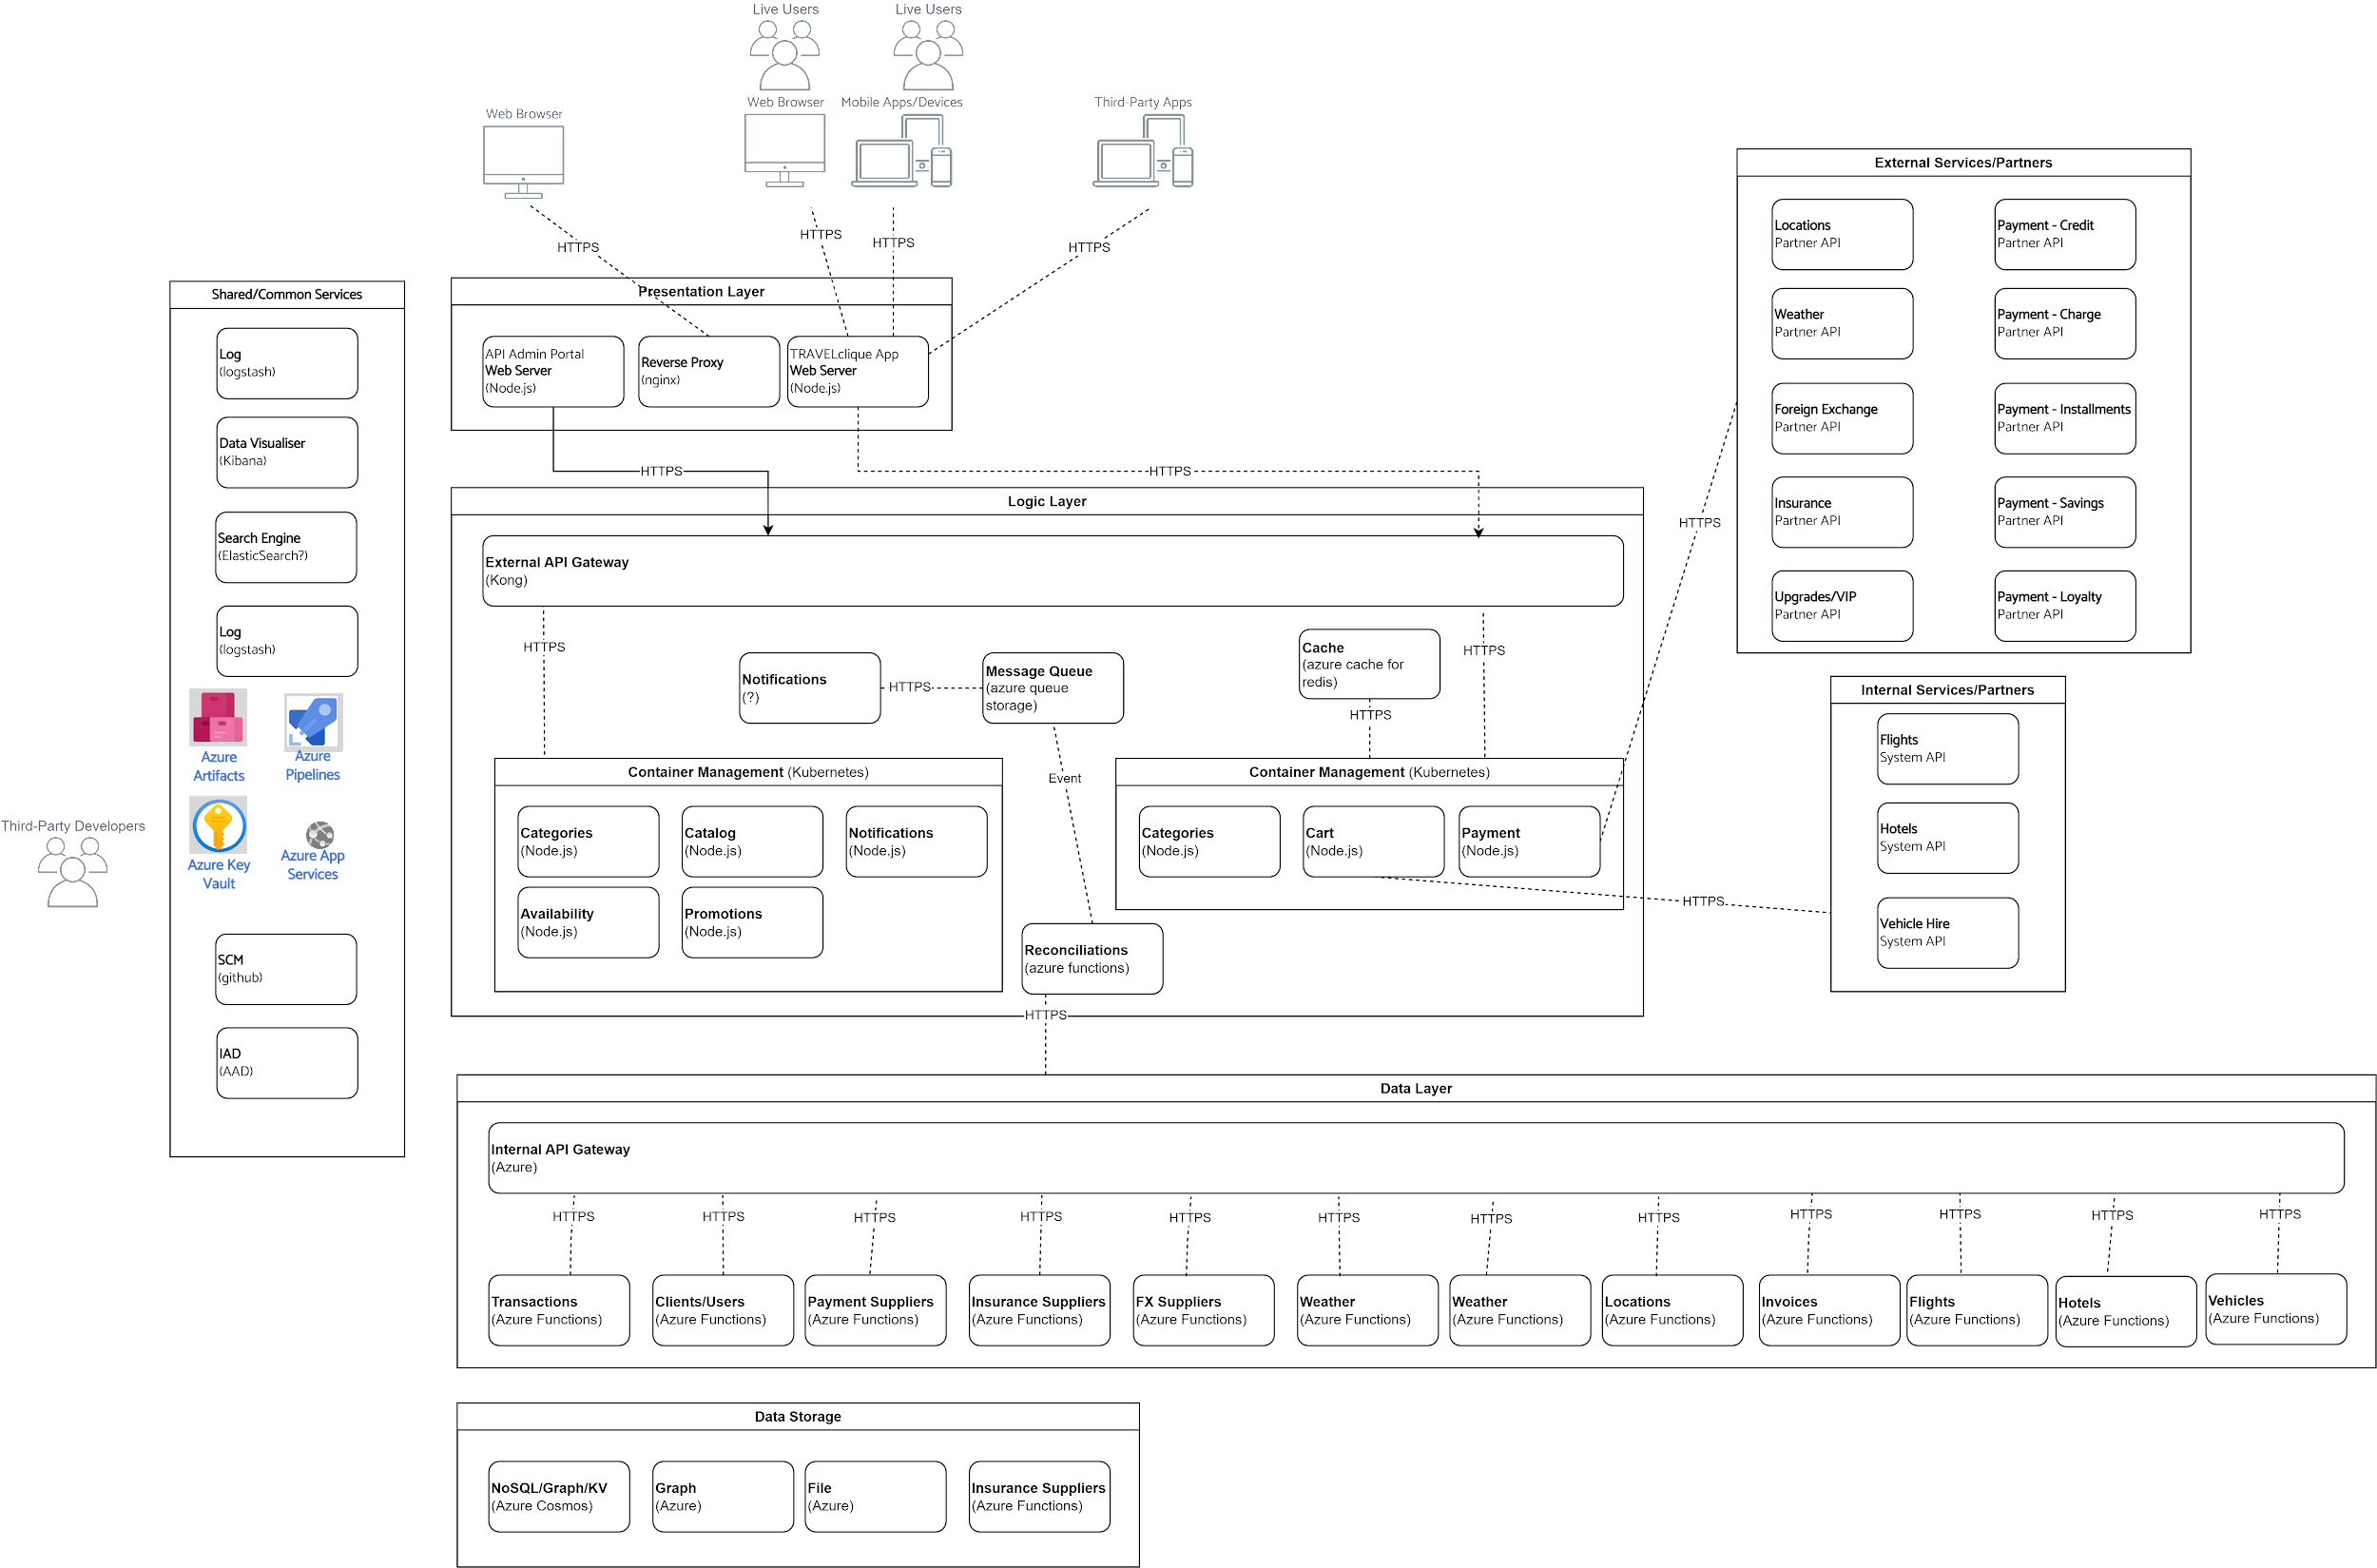 Live Users
Live Users
Web Browser
Web Browser
Mobile Apps/Devices
Third-Party Apps
HTTPS
HTTPS
HTTPS
HTTPS
External Services/Partners
Locations
Partner API
Payment - Credit
Partner API
Weather
Partner API
Payment - Charge
Partner API
Foreign Exchange
Partner API
Payment - Installments
Partner API
Insurance
Partner API
Payment - Savings
Partner API
Upgrades/VIP
Partner API
Payment - Loyalty
Partner API
Internal Services/Partners
Flights
System API
Hotels
System API
Vehicle Hire
System API
Shared/Common Services
Log
(logstash)
Data Visualiser
(Kibana)
Search Engine
(ElasticSearch?)
Log
(logstash)
Azure
Artifacts
Azure
Pipelines
Azure Key
Vault
Azure App
Services
SCM
(github)
IAD
(AAD)
Third-Party Developers
Presentation Layer
API Admin Portal
Web Server
(Node.js)
Reverse Proxy
(nginx)
TRAVELclique App
Web Server
(Node.js)
HTTPS
HTTPS
Logic Layer
External API Gateway
(Kong)
HTTPS
HTTPS
HTTPS
Notifications
(?)
HTTPS
Message Queue
(azure queue
storage)
Cache
(azure cache for
redis)
HTTPS
Event
Container Management (Kubernetes)
Categories
(Node.js)
Catalog
(Node.js)
Notifications
(Node.js)
Availability
(Node.js)
Promotions
(Node.js)
Container Management (Kubernetes)
Categories
(Node.js)
Cart
(Node.js)
Payment
(Node.js)
HTTPS
Reconciliations
(azure functions)
HTTPS
Data Layer
Internal API Gateway
(Azure)
HTTPS
HTTPS
HTTPS
HTTPS
HTTPS
HTTPS
HTTPS
HTTPS
HTTPS
HTTPS
HTTPS
HTTPS
Transactions
(Azure Functions)
Clients/Users
(Azure Functions)
Payment Suppliers
(Azure Functions)
Insurance Suppliers
(Azure Functions)
FX Suppliers
(Azure Functions)
Weather
(Azure Functions)
Weather
(Azure Functions)
Locations
(Azure Functions)
Invoices
(Azure Functions)
Flights
(Azure Functions)
Hotels
(Azure Functions)
Vehicles
(Azure Functions)
Data Storage
NoSQL/Graph/KV
(Azure Cosmos)
Graph
(Azure)
File
(Azure)
Insurance Suppliers
(Azure Functions)